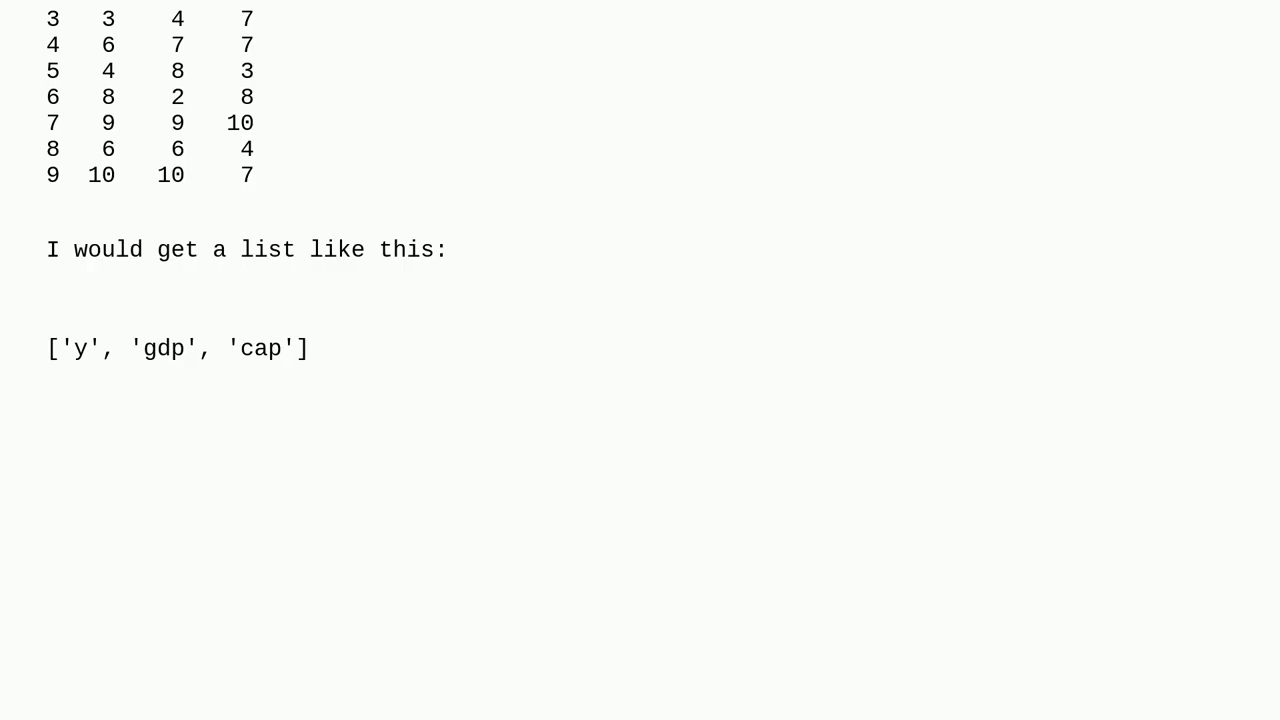 3   3    4    7
4   6    7    7
5   4    8    3
6   8    2    8
7   9    9   10
8   6    6    4
9  10   10    7
I would get a list like this:
['y', 'gdp', 'cap']